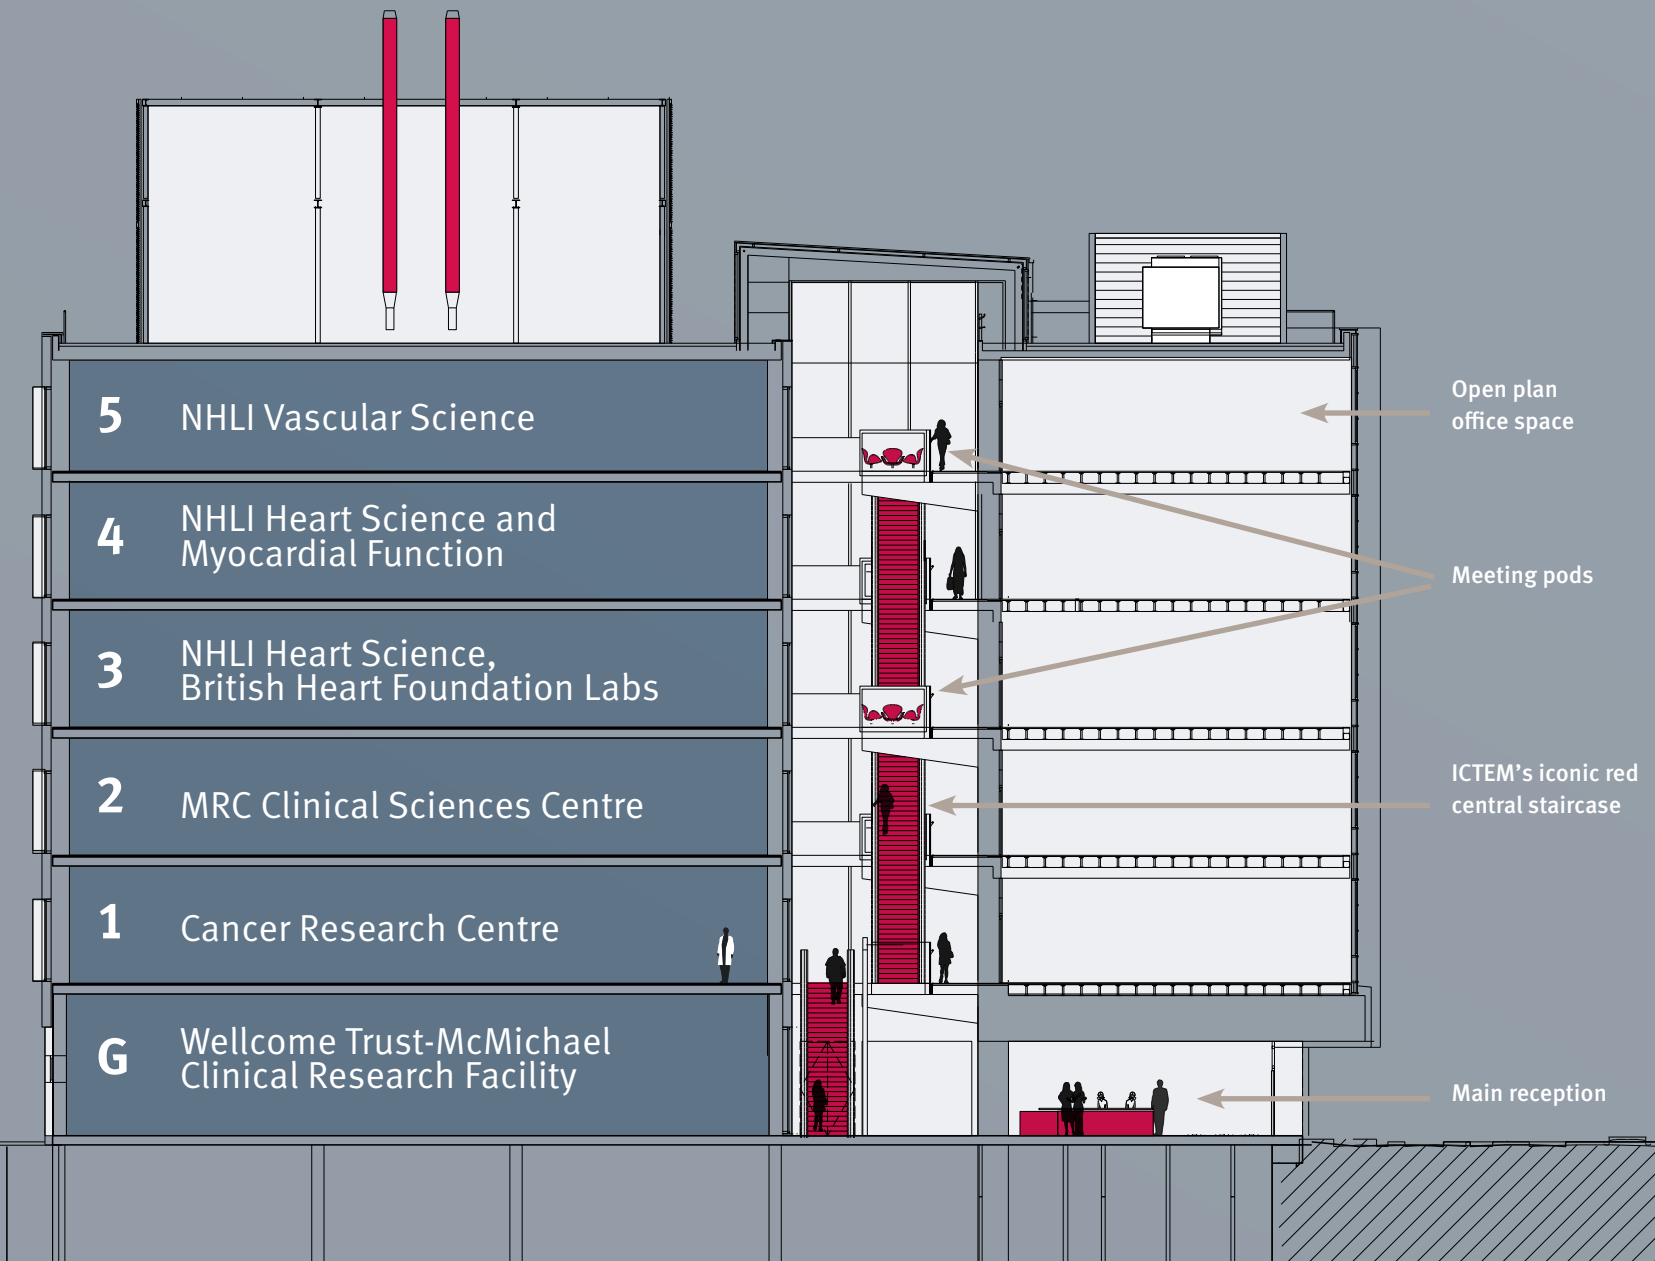 5 NHLI Vascular Science
4 NHLI Heart Science and
Myocardial Function
3 NHLI Heart Science,
British Heart Foundation Labs
2 MRC Clinical Sciences Centre
1 Cancer Research Centre
G Wellcome Trust-McMichael
Clinical Research Facility
Open plan
office space
Meeting pods
ICTEM’s iconic red
central staircase
Main reception